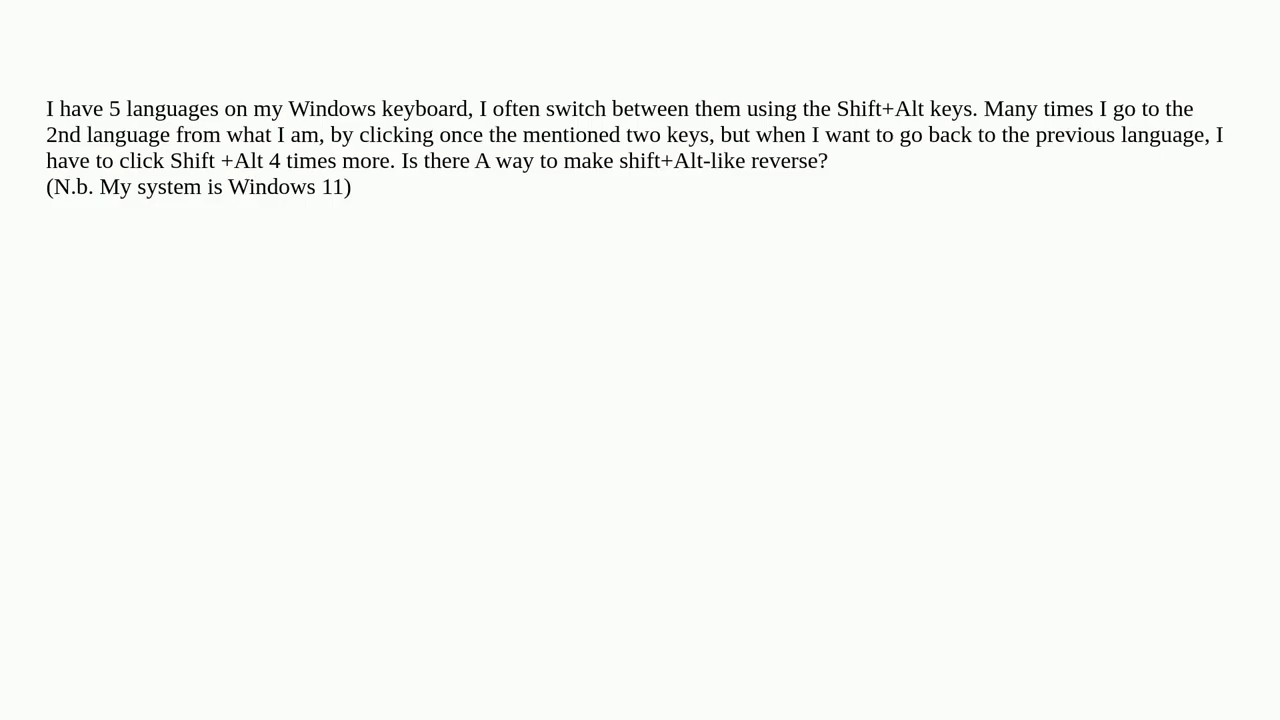 I have 5 languages on my Windows keyboard, I often switch between them using the Shift+Alt keys. Many times I go to the
2nd language from what I am, by clicking once the mentioned two keys, but when I want to go back to the previous language, I
have to click Shift +Alt 4 times more. Is there A way to make shift+Alt-like reverse?
(N.b. My system is Windows 11)